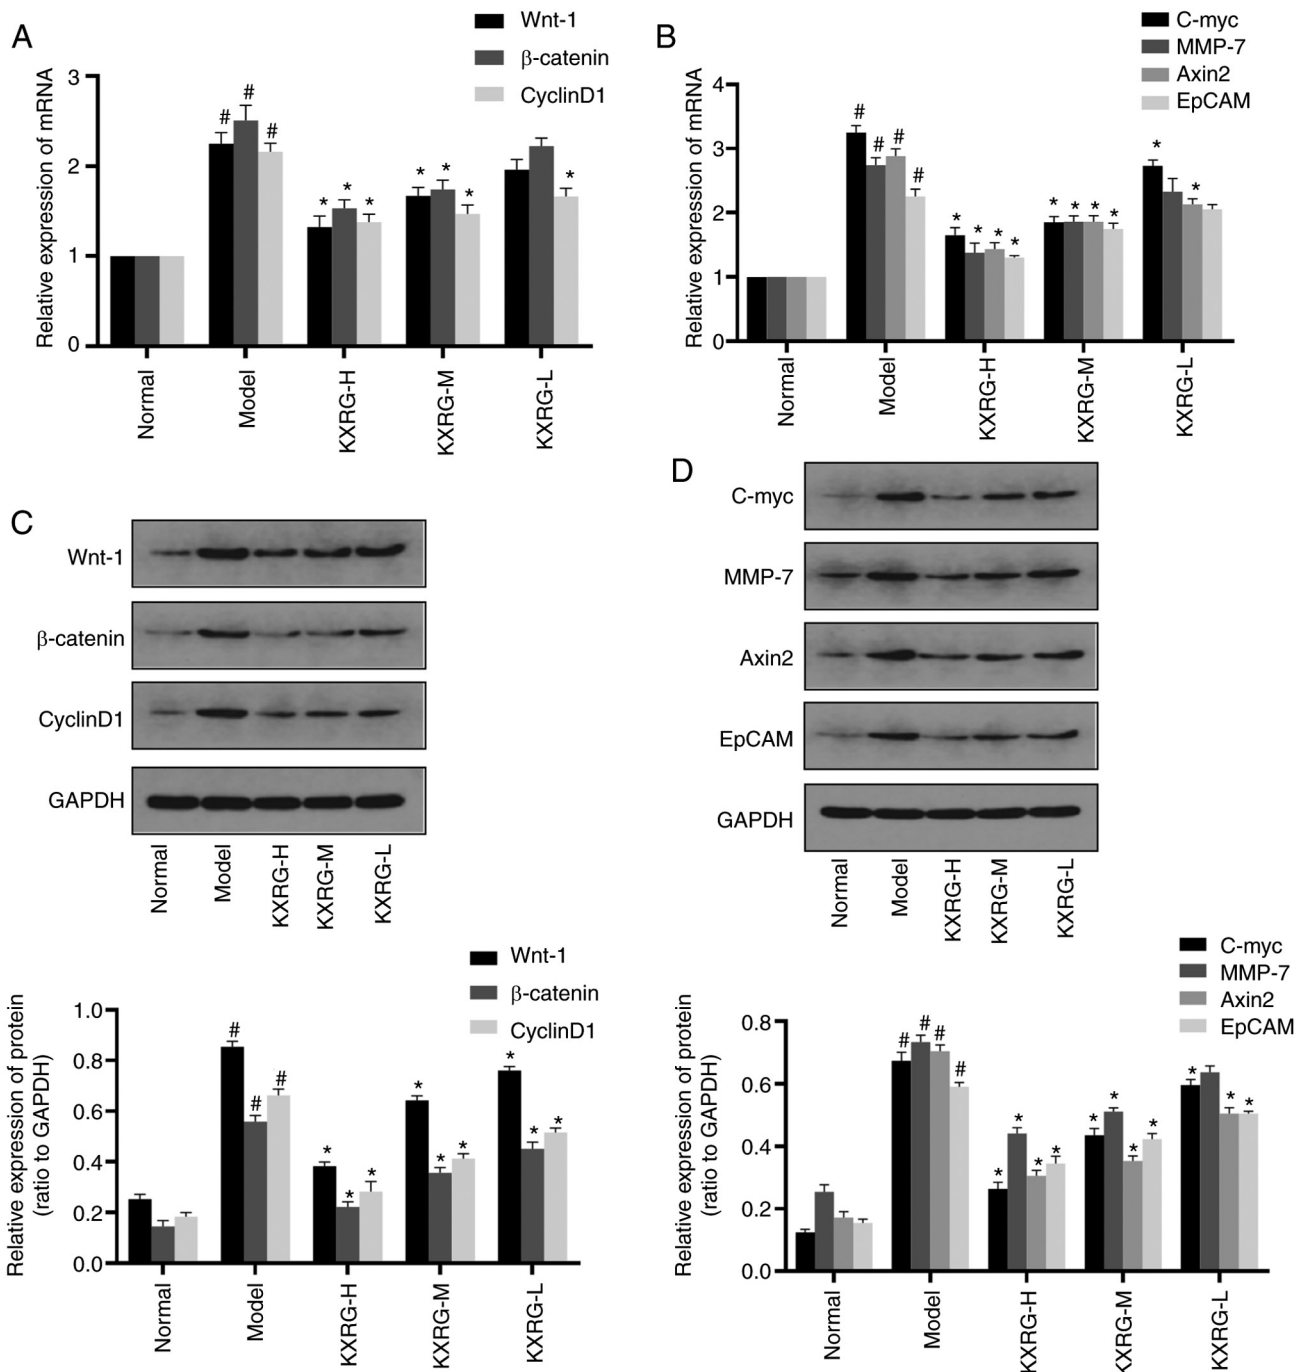 A
Wnt-1
β-catenin
CyclinD1
Relative expression of mRNA
3
2
1
0
# # #
* * *
* * *
*
Normal
Model
KXRG-H
KXRG-M
KXRG-L
B
C-myc
MMP-7
Axin2
EpCAM
Relative expression of mRNA
4
3
2
1
0
# # # #
* * * *
* * * *
* *
Normal
Model
KXRG-H
KXRG-M
KXRG-L
C
Wnt-1
β-catenin
CyclinD1
GAPDH
Normal
Model
KXRG-H
KXRG-M
KXRG-L
Wnt-1
β-catenin
CyclinD1
Relative expression of protein
(ratio to GAPDH)
1.0
0.8
0.6
0.4
0.2
0.0
# # #
* * *
* * *
* * *
Normal
Model
KXRG-H
KXRG-M
KXRG-L
D
C-myc
MMP-7
Axin2
EpCAM
GAPDH
Normal
Model
KXRG-H
KXRG-M
KXRG-L
C-myc
MMP-7
Axin2
EpCAM
Relative expression of protein
(ratio to GAPDH)
0.8
0.6
0.4
0.2
0.0
# # # #
* * * *
* * * *
* * *
Normal
Model
KXRG-H
KXRG-M
KXRG-L